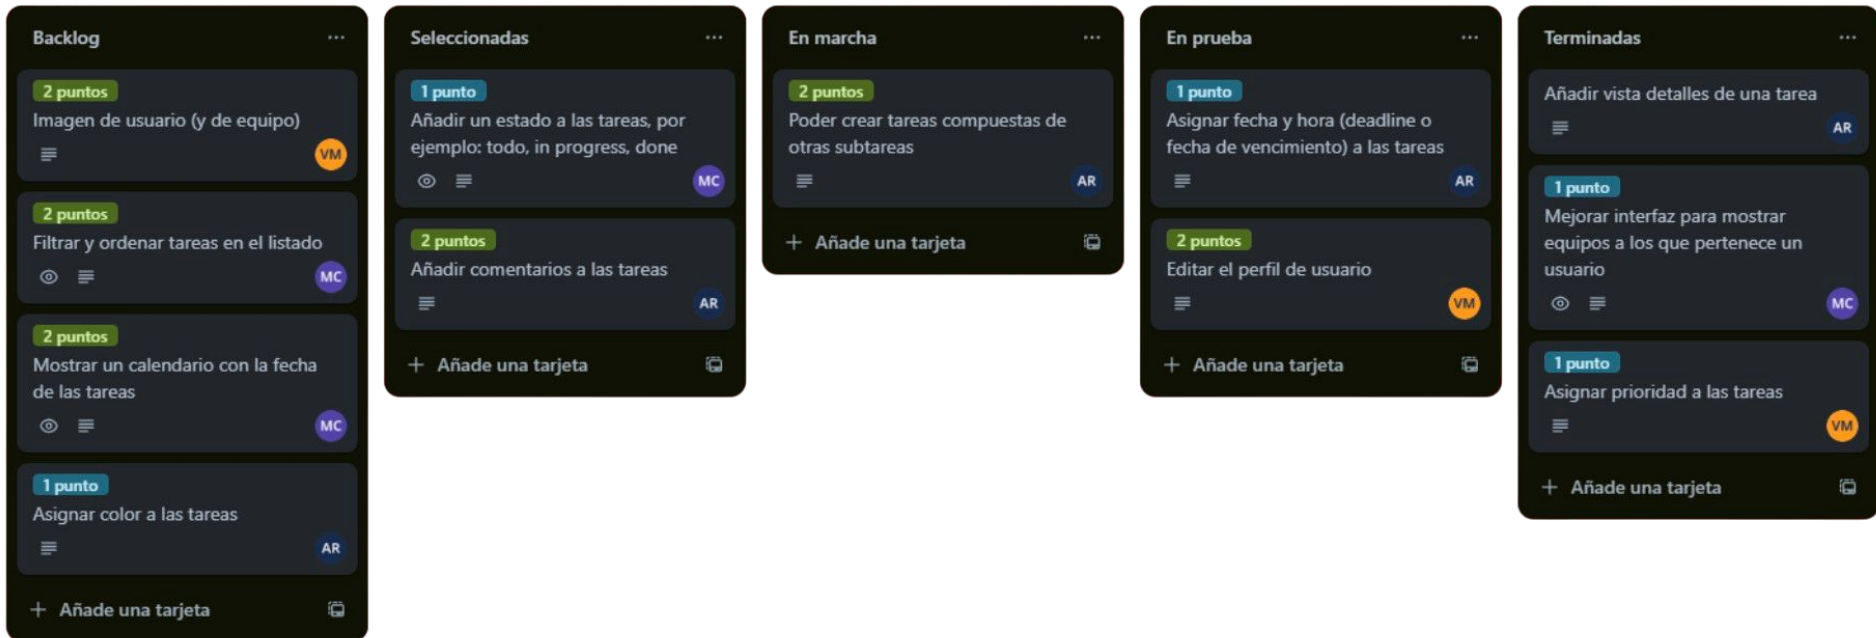 Backlog
2 puntos
Imagen de usuario (y de equipo)
VM
2 puntos
Filtrar y ordenar tareas en el listado
MC
2 puntos
Mostrar un calendario con la fecha
de las tareas
MC
1 punto
Asignar color a las tareas
AR
+ Añade una tarjeta
Seleccionadas
1 punto
Añadir un estado a las tareas, por
ejemplo: todo, in progress, done
MC
2 puntos
Añadir comentarios a las tareas
AR
+ Añade una tarjeta
En marcha
2 puntos
Poder crear tareas compuestas de
otras subtareas
AR
+ Añade una tarjeta
En prueba
1 punto
Asignar fecha y hora (deadline o
fecha de vencimiento) a las tareas
AR
2 puntos
Editar el perfil de usuario
VM
+ Añade una tarjeta
Terminadas
Añadir vista detalles de una tarea
AR
1 punto
Mejorar interfaz para mostrar
equipos a los que pertenece un
usuario
MC
1 punto
Asignar prioridad a las tareas
VM
+ Añade una tarjeta